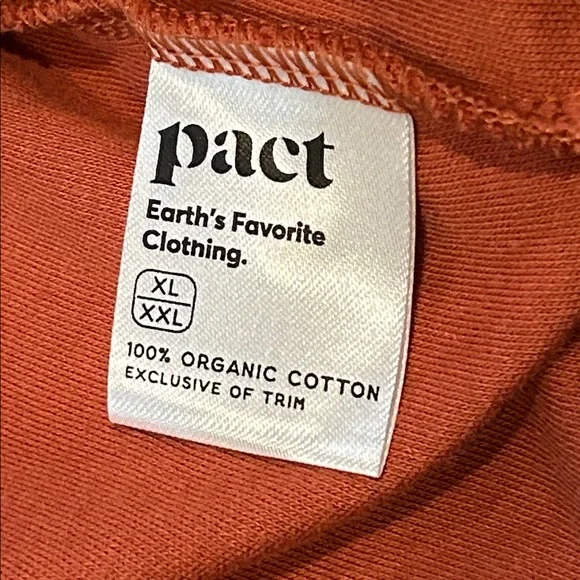 pact
Earth's Favorite
Clothing.
XL
XXL
100% ORGANIC COTTON
EXCLUSIVE OF TRIM